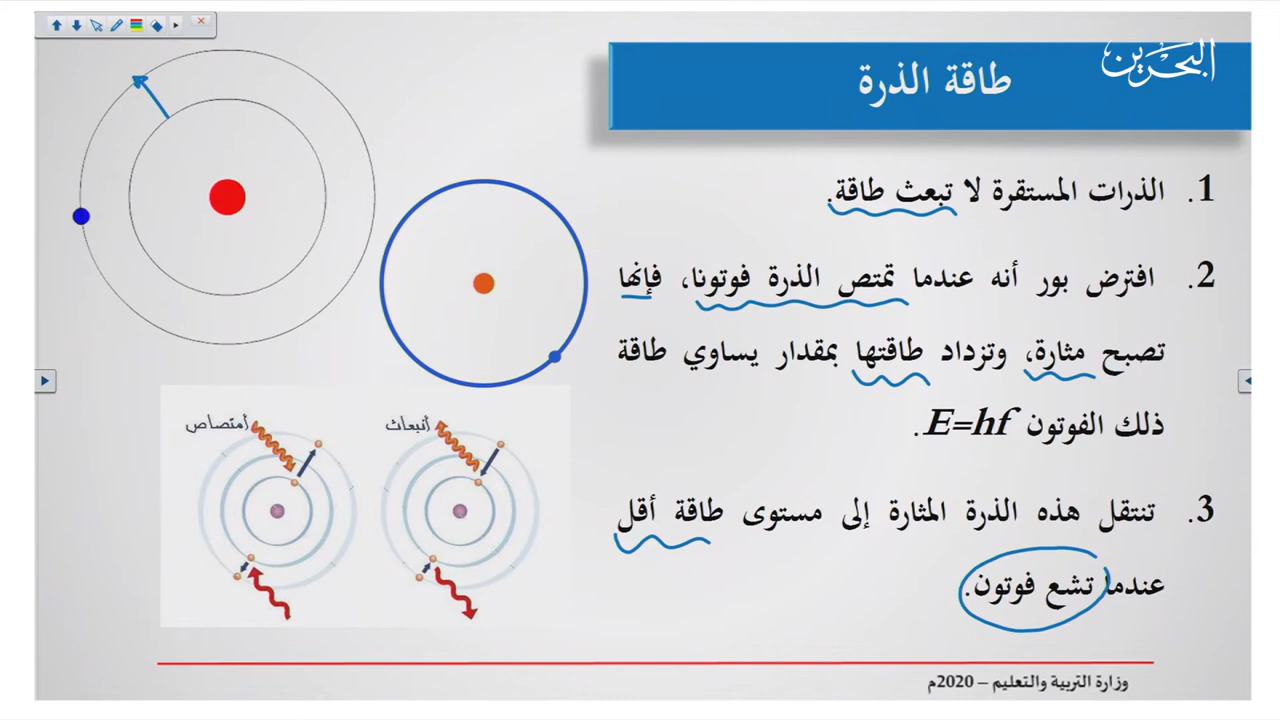 البحرين
طاقة الذرة
1. الذرات المستقرة لا تبعث طاقة.
2. افترض بور أنه عندما تمتص الذرة فوتونا، فإنها
تصبح مثارة، وتزداد طاقتها بمقدار يساوي طاقة
ذلك الفوتون E=hf .
3. تنتقل هذه الذرة المثارة إلى مستوى طاقة أقل
عندما تشع فوتون.
أنبعاث
أمتصاص
وزارة التربية والتعليم – 2020م